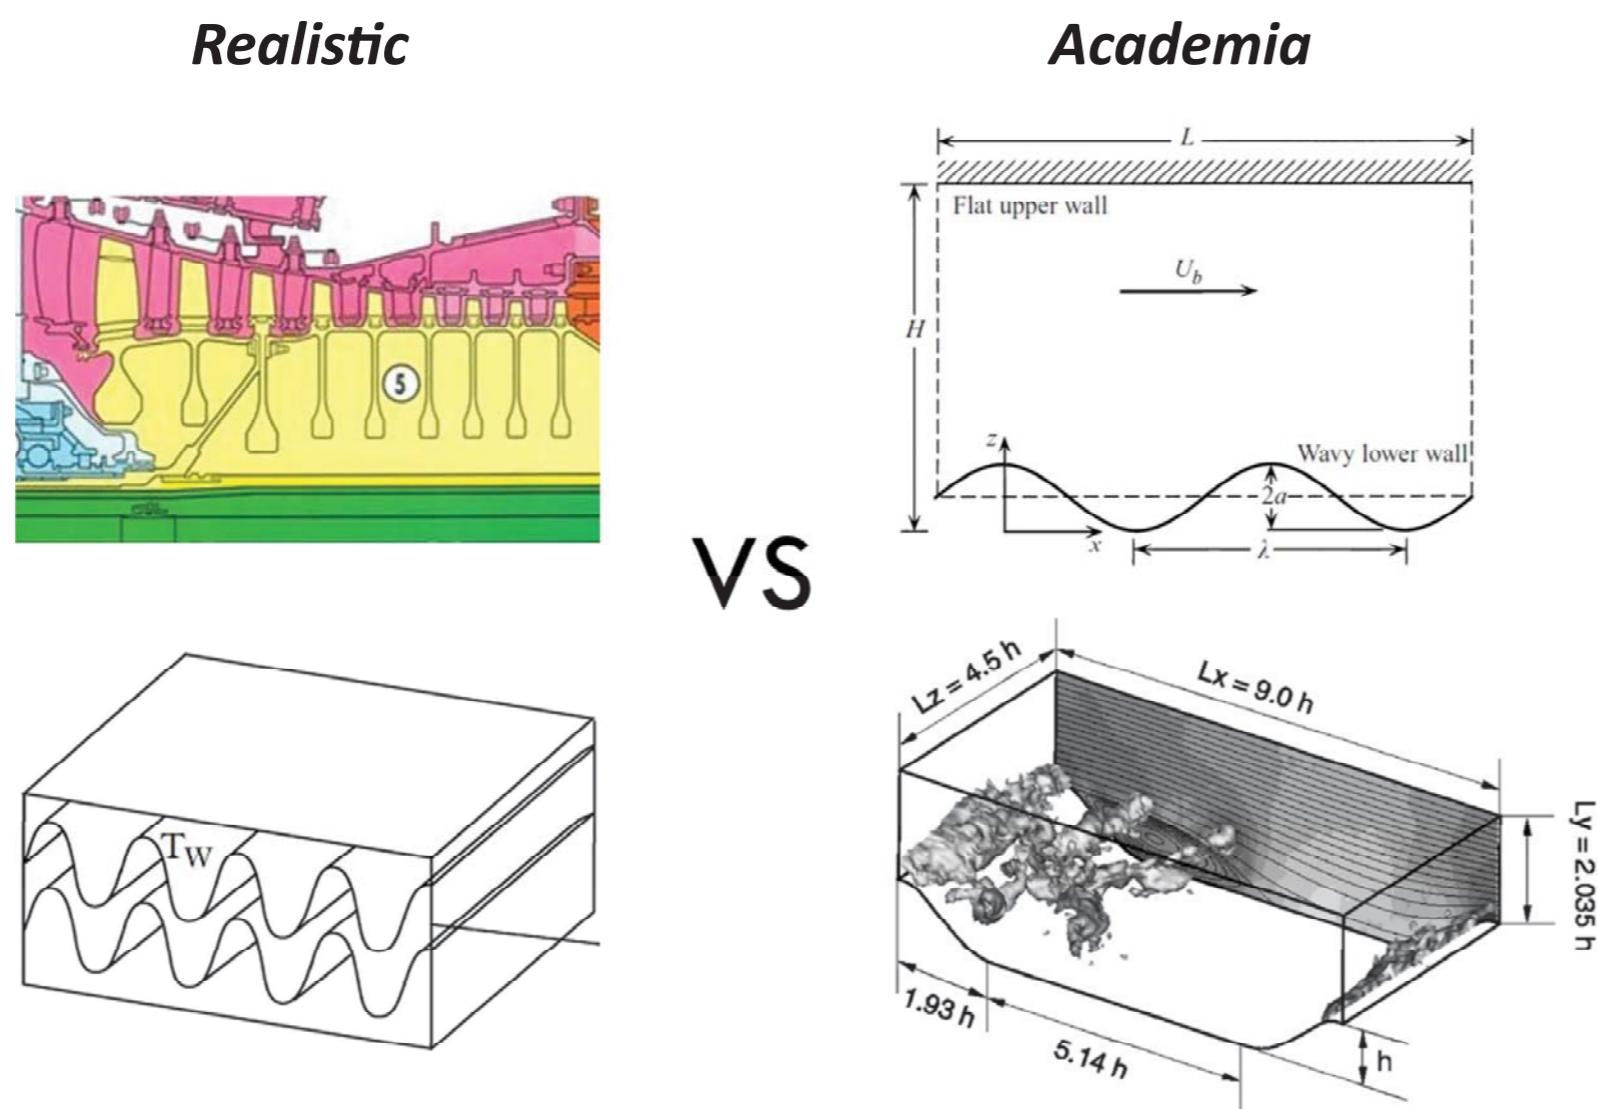 Realistic
Academia
L
Flat upper wall
U_b
H
5
z
Wavy lower wall
2a
x
λ
VS
Lz = 4.5 h
Lx = 9.0 h
T_W
Ly = 2.035 h
1.93 h
5.14 h
h